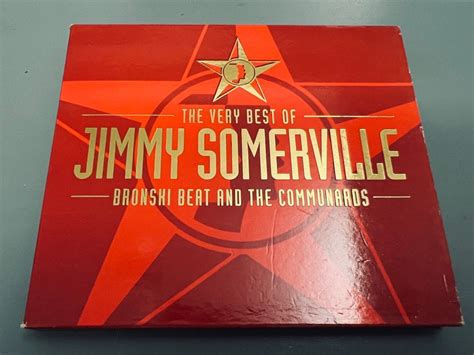 THE VERY BEST OF
JIMMY SOMERVILLE
BRONSKI BEAT AND THE COMMUNARDS